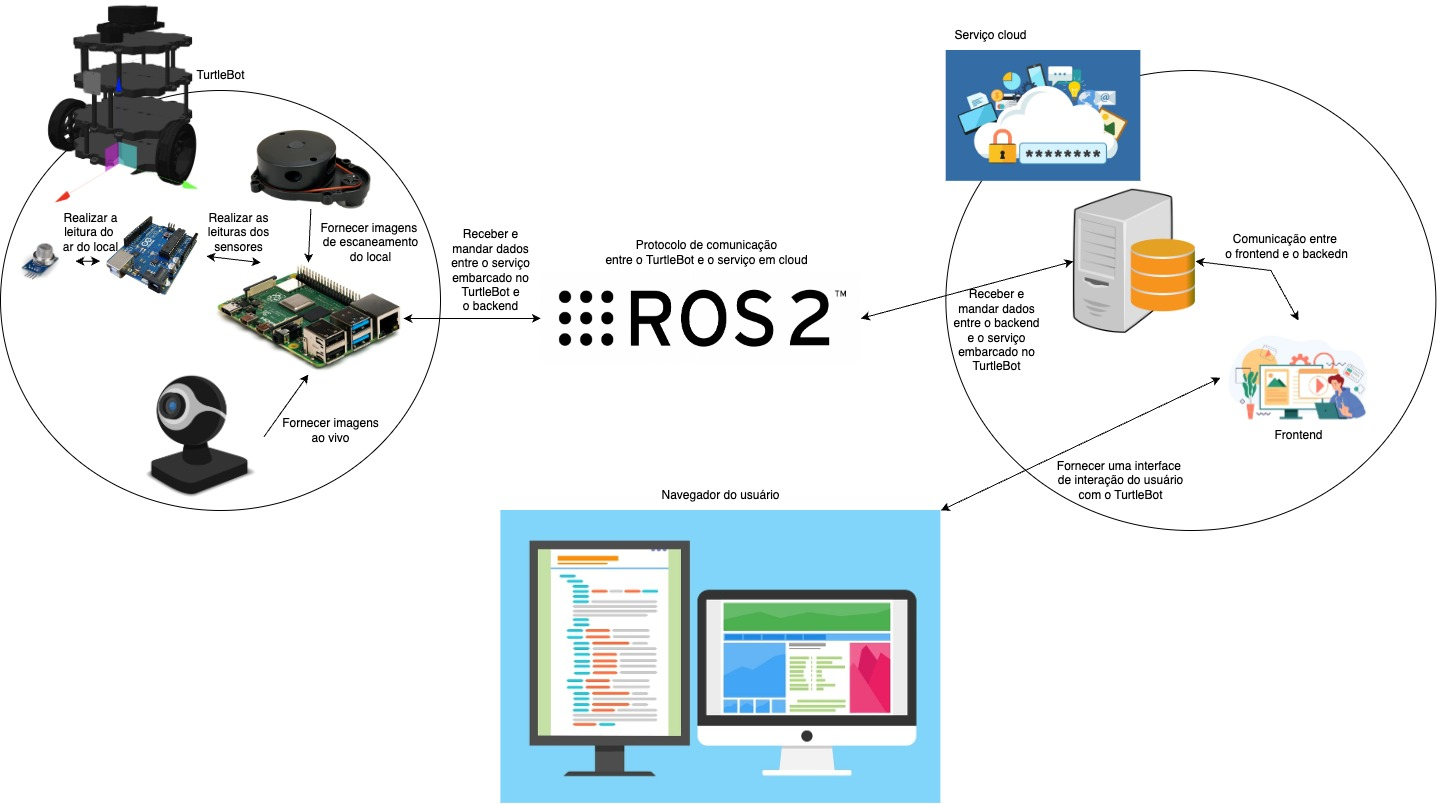 TurtleBot
Realizar a
leitura do
ar do local
Realizar as
leituras dos
sensores
Fornecer imagens
de escaneamento
do local
Fornecer imagens
ao vivo
Receber e
mandar dados
entre o serviço
embarcado no
TurtleBot e
o backend
Protocolo de comunicação
entre o TurtleBot e o serviço em cloud
ROS 2™
Serviço cloud
********
Receber e
mandar dados
entre o backend
e o serviço
embarcado no
TurtleBot
Comunicação entre
o frontend e o backedn
Frontend
Fornecer uma interface
de interação do usuário
com o TurtleBot
Navegador do usuário